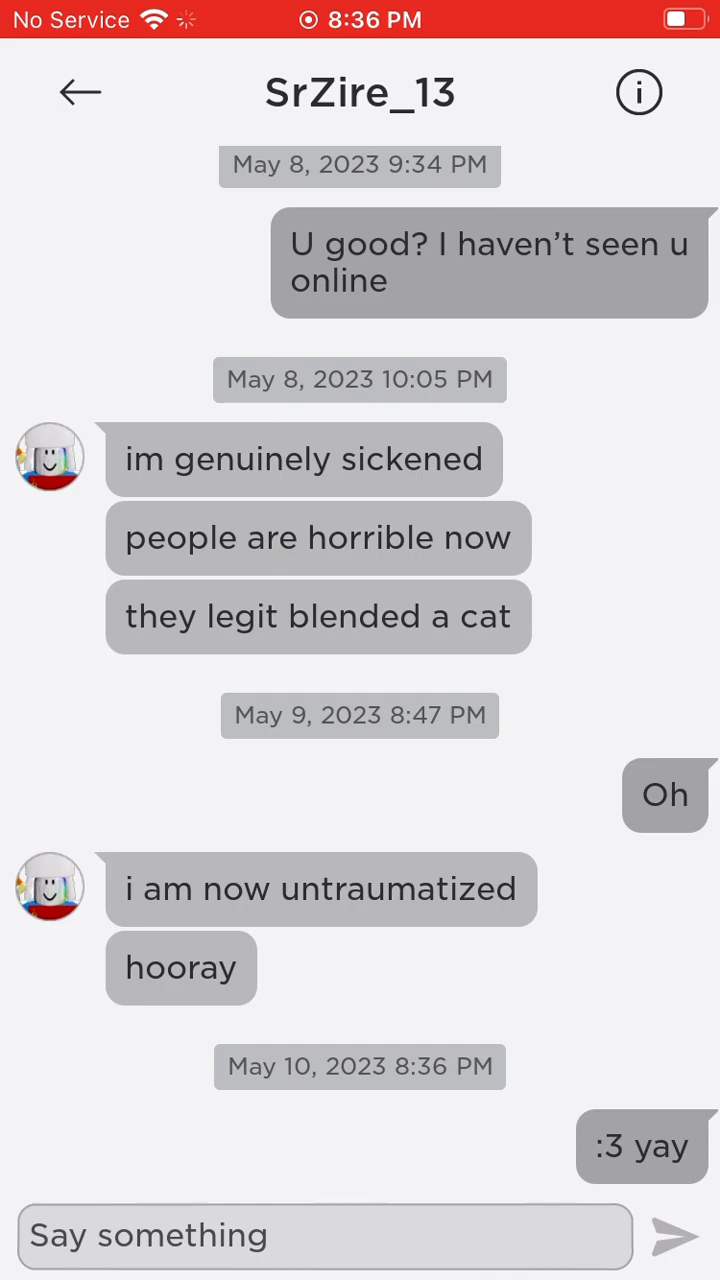 No Service 8:36 PM
SrZire_13
May 8, 2023 9:34 PM
U good? I haven’t seen u
online
May 8, 2023 10:05 PM
im genuinely sickened
people are horrible now
they legit blended a cat
May 9, 2023 8:47 PM
Oh
i am now untraumatized
hooray
May 10, 2023 8:36 PM
:3 yay
Say something